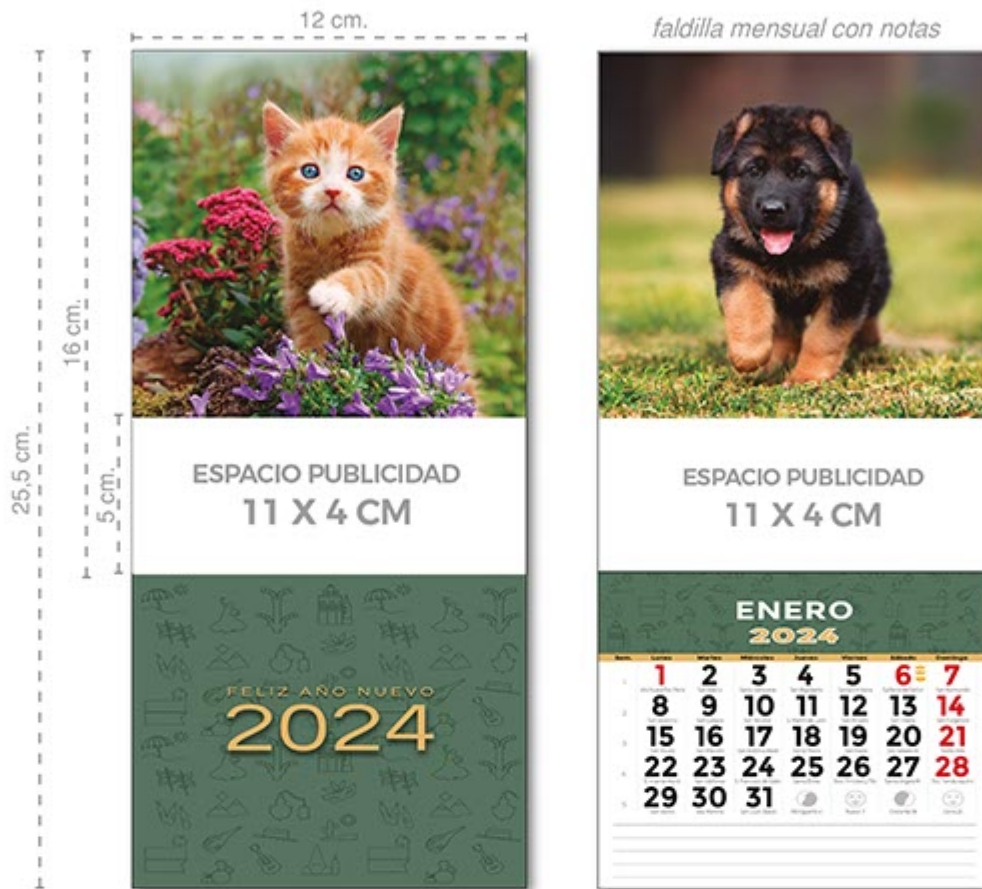 12 cm.
25,5 cm.
16 cm.
5 cm.
ESPACIO PUBLICIDAD
11 X 4 CM
FELIZ AÑO NUEVO
2024
faldilla mensual con notas
ESPACIO PUBLICIDAD
11 X 4 CM
ENERO
2024
Sem. Lunes Martes Miércoles Jueves Viernes Sábado Domingo
1 2 3 4 5 6 7
8 9 10 11 12 13 14
15 16 17 18 19 20 21
22 23 24 25 26 27 28
29 30 31